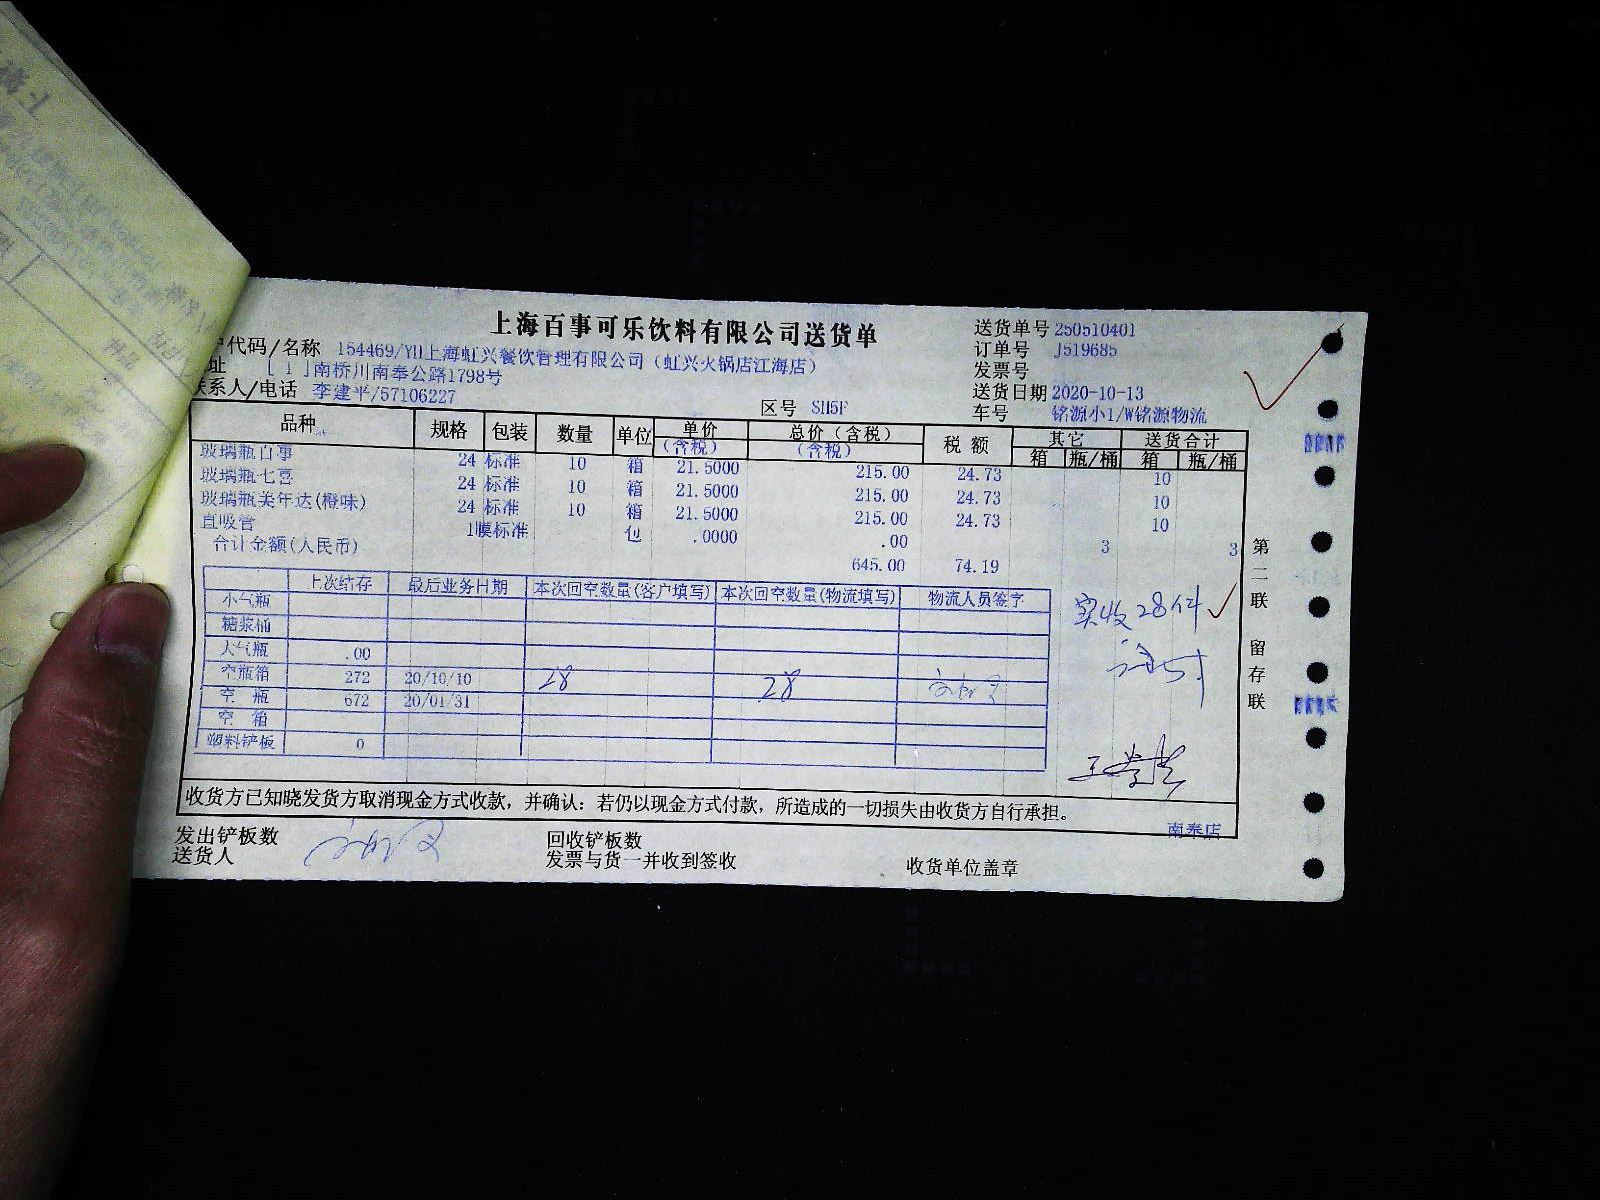 上海百事可乐饮料有限公司送货单
送货单号 250510401
订单号 J519685
发票号
送货日期 2020-10-13
车号 铭源小1/W铭源物流
代码/名称 154469/YH上海虹兴餐饮管理有限公司（虹兴火锅店江海店）
址 [ 1 ]南桥川南奉公路1798号
联系人/电话 李建平/57106227
区号 SH5F
品种 规格 包装 数量 单位 单价(含税) 总价（含税）(含税) 税 额 其它 箱 瓶/桶 送货合计 箱 瓶/桶
玻璃瓶百事 24 标准 10 箱 21.5000 215.00 24.73 10
玻璃瓶七喜 24 标准 10 箱 21.5000 215.00 24.73 10
玻璃瓶美年达(橙味) 24 标准 10 箱 21.5000 215.00 24.73 10
直吸管 1膜标准 包 .0000 .00 3 3
合计金额(人民币) 645.00 74.19
上次结存 最后业务日期 本次回空数量(客户填写) 本次回空数量(物流填写) 物流人员签字
小气瓶
糖浆桶
大气瓶 .00
空瓶箱 272 20/10/10 28 28
空 瓶 672 20/01/31
空 箱
塑料铲板 0
实收28件
第二联 留存联
收货方已知晓发货方取消现金方式收款，并确认：若仍以现金方式付款，所造成的一切损失由收货方自行承担。
南奉店
发出铲板数 回收铲板数
送货人 发票与货一并收到签收 收货单位盖章